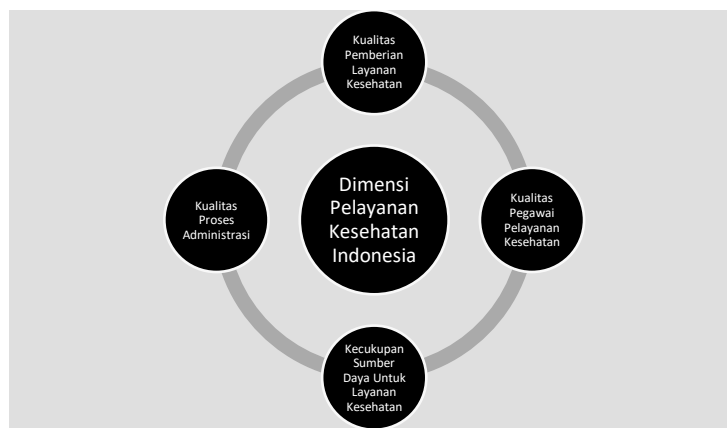 Kualitas
Pemberian
Layanan
Kesehatan
Dimensi
Pelayanan
Kesehatan
Indonesia
Kualitas
Pegawai
Pelayanan
Kesehatan
Kecukupan
Sumber
Daya Untuk
Layanan
Kesehatan
Kualitas
Proses
Administrasi